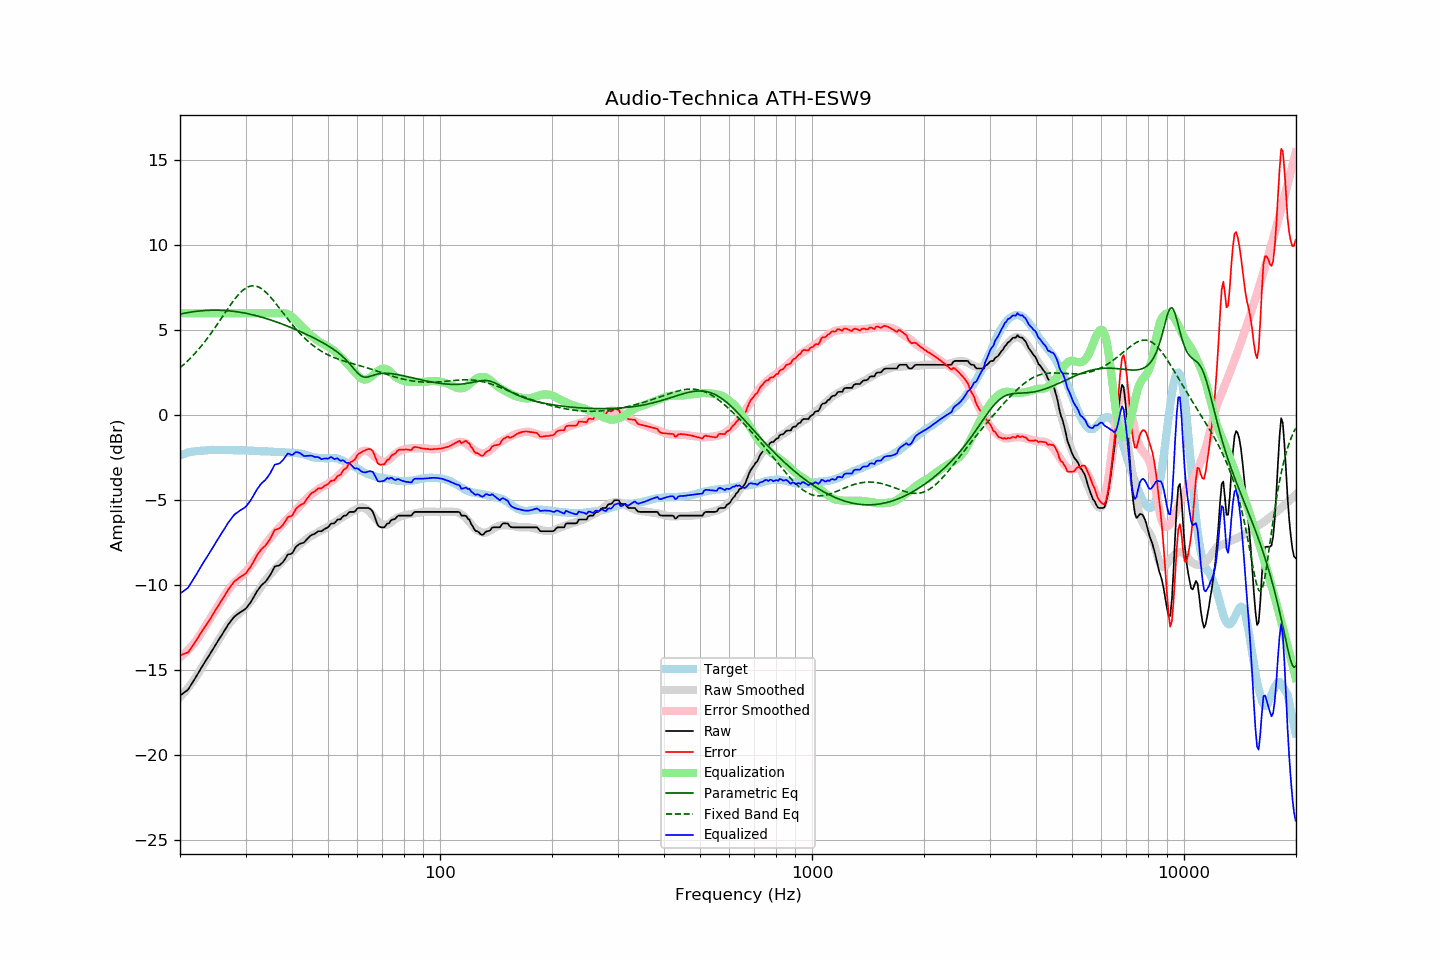 Audio-Technica ATH-ESW9
Amplitude (dBr)
15
10
5
0
−5
−10
−15
−20
−25
Target
Raw Smoothed
Error Smoothed
Raw
Error
Equalization
Parametric Eq
Fixed Band Eq
Equalized
100 1000 10000
Frequency (Hz)